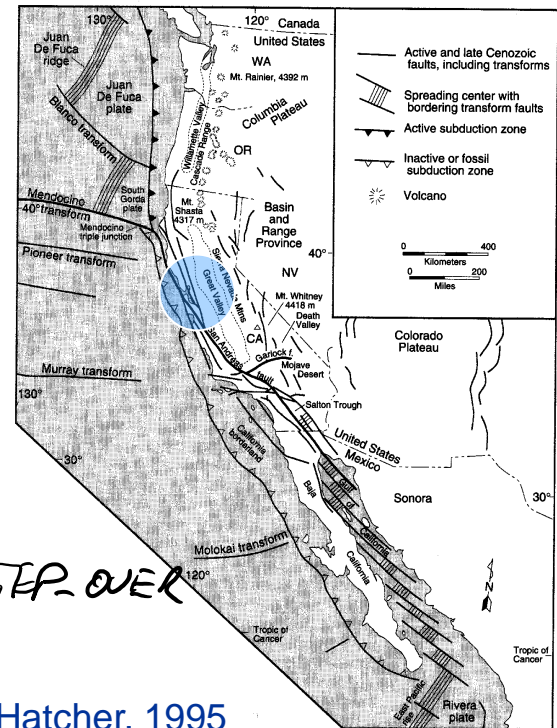 130°
120°
Canada
United States
Juan
De Fuca
ridge
Juan
De Fuca
plate
WA
Mt. Rainier, 4392 m
Columbia
Plateau
Willamette Valley
Cascade Range
OR
Blanco transform
South
Gorda
plate
Mt.
Shasta
4317 m
Mendocino
transform
40°
Mendocino
triple junction
Basin
and
Range
Province
40°
Pioneer transform
Sierra Nevada Mtns
Great Valley
NV
Mt. Whitney
4418 m
Death
Valley
CA
San Andreas fault
Garlock f.
Mojave
Desert
Colorado
Plateau
Murray transform
130°
Salton Trough
California
borderland
United States
Mexico
30°
30°
Baja
California
Gulf
of
California
Sonora
Molokai transform
120°
N
Tropic of
Cancer
Tropic of
Cancer
East Pacific
rise
Rivera
plate
Active and late Cenozoic
faults, including transforms
Spreading center with
bordering transform faults
Active subduction zone
Inactive or fossil
subduction zone
Volcano
0 400
Kilometers
0 200
Miles
TEP-OVER
Hatcher, 1995